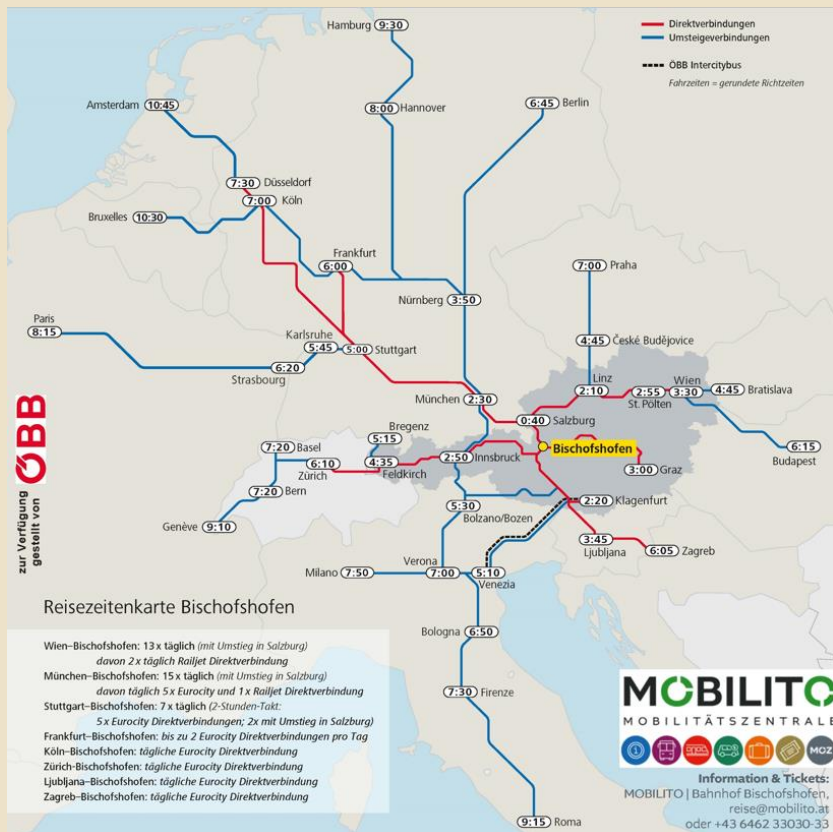 Hamburg 9:30
Direktverbindungen
Umsteigeverbindungen
ÖBB Intercitybus
Fahrzeiten = gerundete Richtzeiten
Amsterdam 10:45
8:00 Hannover
6:45 Berlin
7:30 Düsseldorf
7:00 Köln
Bruxelles 10:30
Frankfurt
6:00
7:00 Praha
Nürnberg 3:50
Paris
8:15
Karlsruhe
5:45
5:00 Stuttgart
6:20
Strasbourg
4:45 České Budějovice
Linz
2:10
2:55
St. Pölten
Wien
3:30
4:45 Bratislava
München 2:30
0:40 Salzburg
6:15
Budapest
Bregenz
5:15
Bischofshofen
7:20 Basel
6:10
Zürich
4:35
Feldkirch
2:50 Innsbruck
3:00 Graz
7:20
Bern
Genève
9:10
5:30
Bolzano/Bozen
2:20 Klagenfurt
3:45
Ljubljana
6:05 Zagreb
Milano 7:50
Verona
7:00
5:10
Venezia
Bologna
6:50
7:30 Firenze
9:15 Roma
zur Verfügung
gestellt von
ÖBB
Reisezeitenkarte Bischofshofen
Wien–Bischofshofen: 13 x täglich (mit Umstieg in Salzburg)
davon 2 x täglich Railjet Direktverbindung
München–Bischofshofen: 15 x täglich (mit Umstieg in Salzburg)
davon täglich 5 x Eurocity und 1 x Railjet Direktverbindung
Stuttgart–Bischofshofen: 7 x täglich (2-Stunden-Takt:
5 x Eurocity Direktverbindungen; 2x mit Umstieg in Salzburg)
Frankfurt–Bischofshofen: bis zu 2 Eurocity Direktverbindungen pro Tag
Köln–Bischofshofen: tägliche Eurocity Direktverbindung
Zürich–Bischofshofen: tägliche Eurocity Direktverbindung
Ljubljana–Bischofshofen: tägliche Eurocity Direktverbindung
Zagreb–Bischofshofen: tägliche Eurocity Direktverbindung
MOBILITO
MOBILITÄTSZENTRALE
MOZ
Information & Tickets:
MOBILITO | Bahnhof Bischofshofen,
reise@mobilito.at
oder +43 6462 33030-33